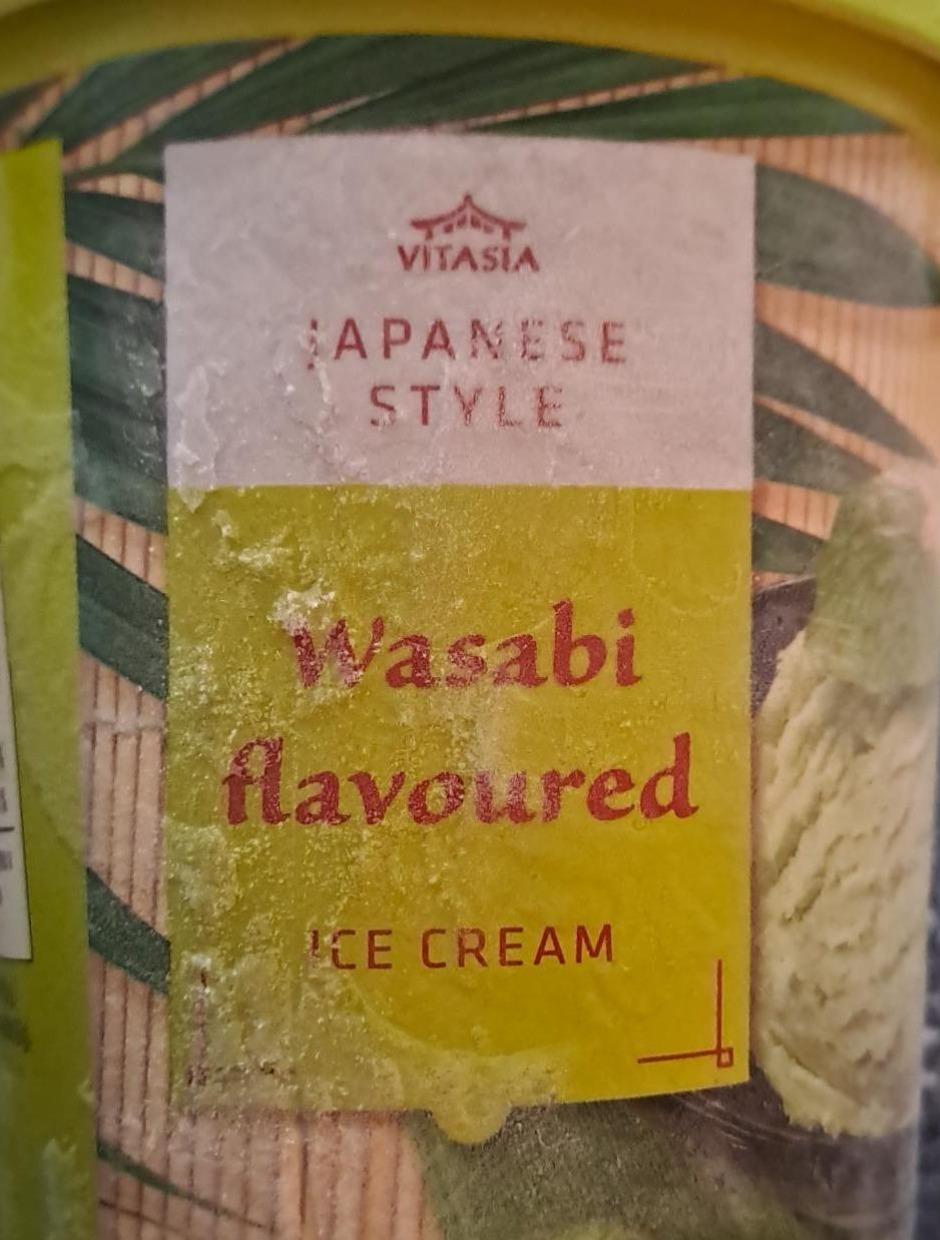 VITASIA
JAPANESE
STYLE
Wasabi
flavoured
ICE CREAM